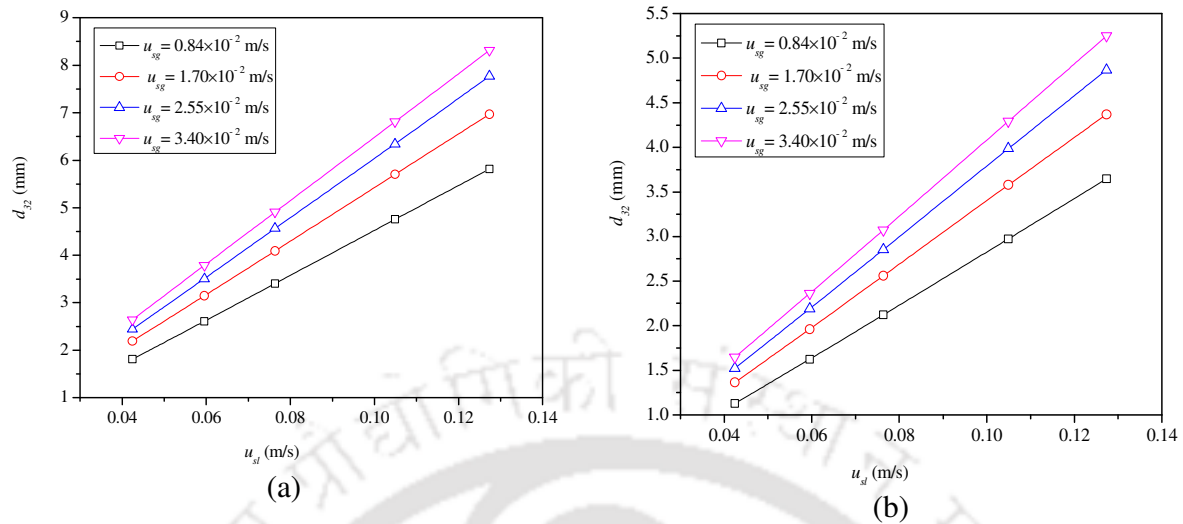 9
8
7
6
5
4
3
2
1
d32 (mm)
usg= 0.84×10-2 m/s
usg= 1.70×10-2 m/s
usg= 2.55×10-2 m/s
usg= 3.40×10-2 m/s
0.04 0.06 0.08 0.10 0.12 0.14
usl (m/s)
(a)
5.5
5.0
4.5
4.0
3.5
3.0
2.5
2.0
1.5
1.0
d32 (mm)
usg= 0.84×10-2 m/s
usg= 1.70×10-2 m/s
usg= 2.55×10-2 m/s
usg= 3.40×10-2 m/s
0.04 0.06 0.08 0.10 0.12 0.14
usl (m/s)
(b)